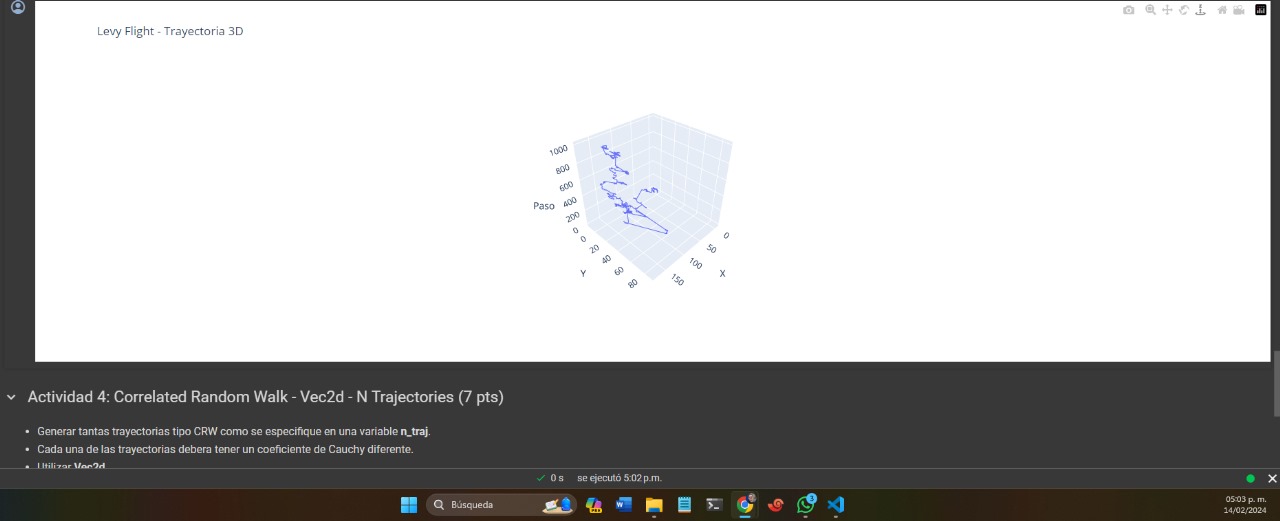 Levy Flight - Trayectoria 3D
1000
800
600
Paso
400
200
0
0
20
40
60
80
Y
0
50
100
150
X
Actividad 4: Correlated Random Walk - Vec2d - N Trajectories (7 pts)
• Generar tantas trayectorias tipo CRW como se especifique en una variable n_traj.
• Cada una de las trayectorias debera tener un coeficiente de Cauchy diferente.
• Utilizar Vec2d
0 s se ejecutó 5:02 p.m.
Búsqueda
3
05:03 p. m.
14/02/2024